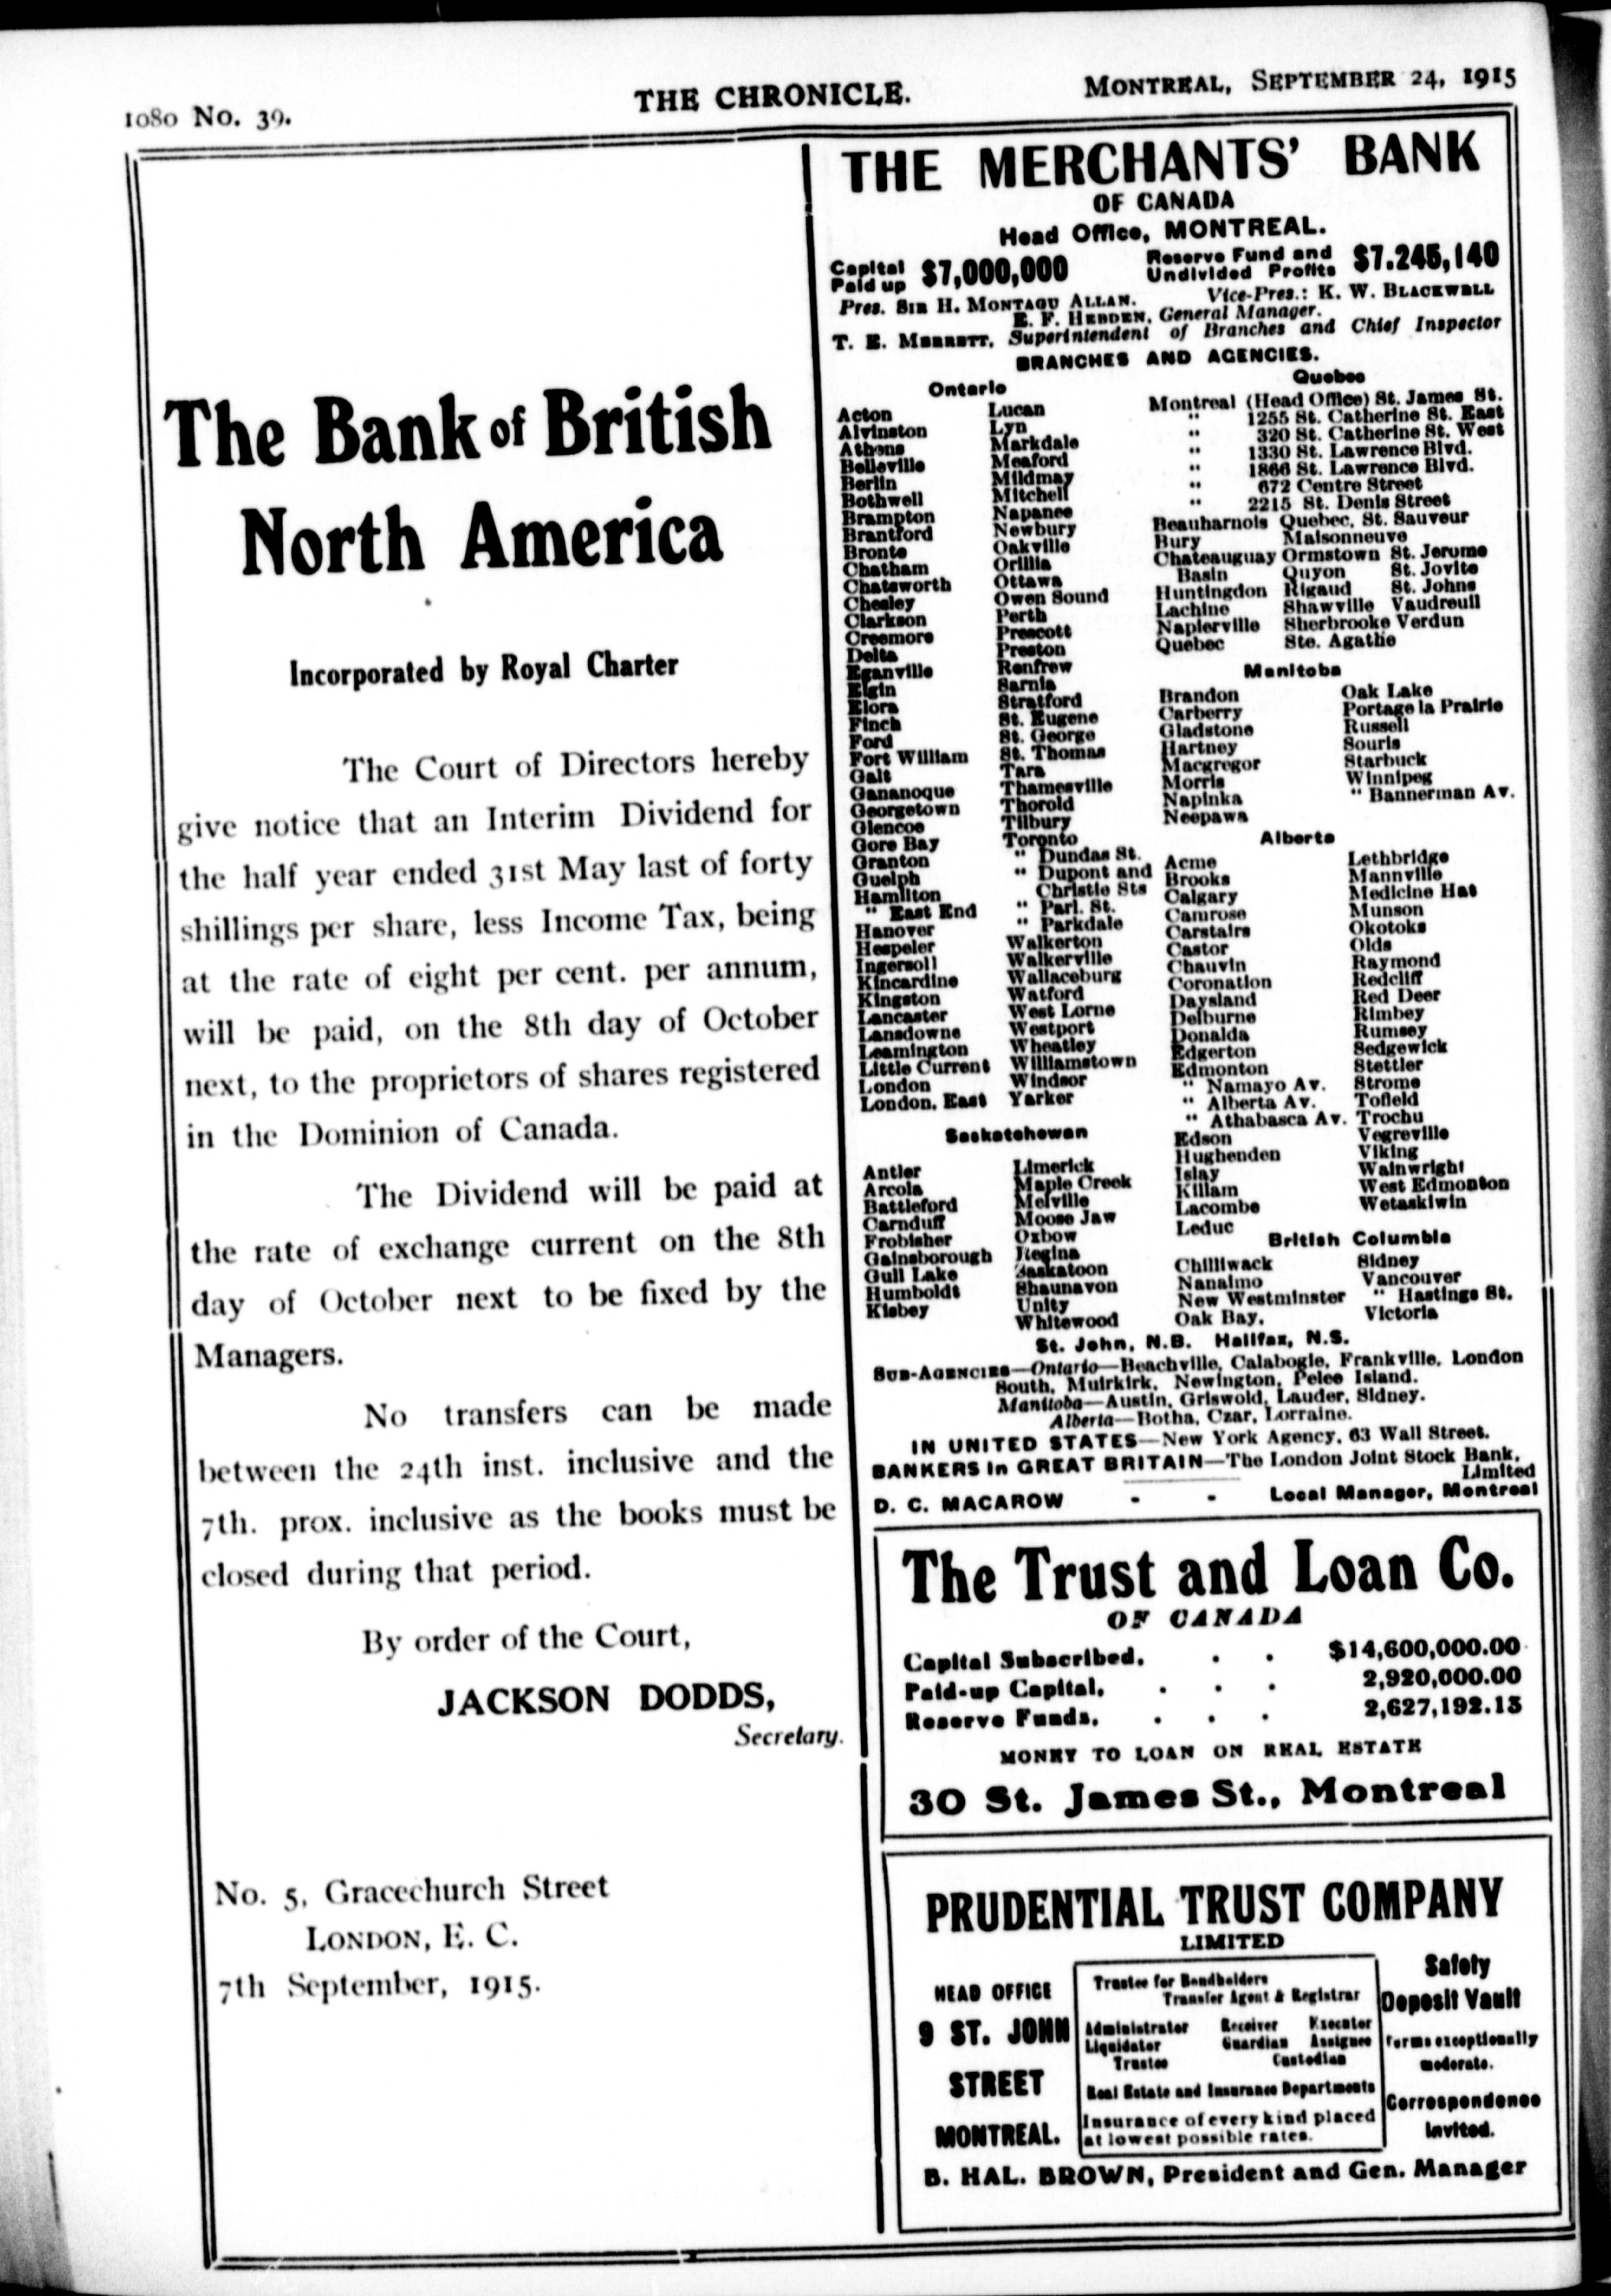 1080 No. 39.
THE CHRONICLE.
MONTREAL, SEPTEMBER 24, 1915
The Bank of British
North America
Incorporated by Royal Charter
The Court of Directors hereby
give notice that an Interim Dividend for
the half year ended 31st May last of forty
shillings per share, less Income Tax, being
at the rate of eight per cent. per annum,
will be paid, on the 8th day of October
next, to the proprietors of shares registered
in the Dominion of Canada.
The Dividend will be paid at
the rate of exchange current on the 8th
day of October next to be fixed by the
Managers.
No transfers can be made
between the 24th inst. inclusive and the
7th. prox. inclusive as the books must be
closed during that period.
By order of the Court,
JACKSON DODDS,
Secretary.
No. 5, Gracechurch Street
LONDON, E. C.
7th September, 1915.
THE MERCHANTS' BANK
OF CANADA
Head Office, MONTREAL.
Capital Paid up $7,000,000
Reserve Fund and Undivided Profits $7,245,140
Pres. SIR H. MONTAGU ALLAN. Vice-Pres.: K. W. BLACKWELL
E. F. HEBDEN, General Manager.
T. E. MERRETT, Superintendent of Branches and Chief Inspector
BRANCHES AND AGENCIES.
Ontario
Acton
Alvinston
Athens
Belleville
Berlin
Bothwell
Brampton
Brantford
Bronte
Chatham
Chatsworth
Chesley
Clarkson
Creemore
Delta
Eganville
Elgin
Elora
Finch
Ford
Fort William
Galt
Gananoque
Georgetown
Glencoe
Gore Bay
Granton
Guelph
Hamilton
" East End
Hanover
Hespeler
Ingersoll
Kincardine
Kingston
Lancaster
Lansdowne
Leamington
Little Current
London
London, East
Lucan
Lyn
Markdale
Meaford
Mildmay
Mitchell
Napanee
Newbury
Oakville
Orillia
Ottawa
Owen Sound
Perth
Prescott
Preston
Renfrew
Sarnia
Stratford
St. Eugene
St. George
St. Thomas
Tara
Thamesville
Thorold
Tilbury
Toronto
" Dundas St.
" Dupont and
Christie Sts
" Parl. St.
" Parkdale
Walkerton
Walkerville
Wallaceburg
Watford
West Lorne
Westport
Wheatley
Williamstown
Windsor
Yarker
Quebec
Montreal (Head Office) St. James St.
" 1255 St. Catherine St. East
" 320 St. Catherine St. West
" 1330 St. Lawrence Blvd.
" 1866 St. Lawrence Blvd.
" 672 Centre Street
" 2215 St. Denis Street
Beauharnois Quebec, St. Sauveur
Bury Maisonneuve
Chateauguay Ormstown St. Jerome
Basin Quyon St. Jovite
Huntingdon Rigaud St. Johns
Lachine Shawville Vaudreuil
Napierville Sherbrooke Verdun
Quebec Ste. Agathe
Manitoba
Brandon
Carberry
Gladstone
Hartney
Macgregor
Morris
Napinka
Neepawa
Oak Lake
Portage la Prairie
Russell
Souris
Starbuck
Winnipeg
" Bannerman Av.
Alberta
Acme
Brooks
Calgary
Camrose
Carstairs
Castor
Chauvin
Coronation
Daysland
Delburne
Donalda
Edgerton
Edmonton
" Namayo Av.
" Alberta Av.
" Athabasca Av.
Edson
Hughenden
Islay
Killam
Lacombe
Leduc
Lethbridge
Mannville
Medicine Hat
Munson
Okotoks
Olds
Raymond
Redcliff
Red Deer
Rimbey
Rumsey
Sedgewick
Stettler
Strome
Tofield
Trochu
Vegreville
Viking
Wainwright
West Edmonton
Wetaskiwin
Saskatchewan
Antler
Arcola
Battleford
Carnduff
Frobisher
Gainsborough
Gull Lake
Humboldt
Kisbey
Limerick
Maple Creek
Melville
Moose Jaw
Oxbow
Regina
Saskatoon
Shaunavon
Unity
Whitewood
British Columbia
Chilliwack
Nanaimo
New Westminster
Oak Bay,
Sidney
Vancouver
" Hastings St.
Victoria
St. John, N.B. Halifax, N.S.
SUB-AGENCIES—Ontario—Beachville, Calabogie, Frankville, London
South, Muirkirk, Newington, Pelee Island.
Manitoba—Austin, Griswold, Lauder, Sidney.
Alberta—Botha, Czar, Lorraine.
IN UNITED STATES—New York Agency, 63 Wall Street.
BANKERS in GREAT BRITAIN—The London Joint Stock Bank,
Limited
D. C. MACAROW - - Local Manager, Montreal
The Trust and Loan Co.
OF CANADA
Capital Subscribed, . . $14,600,000.00
Paid-up Capital, . . . 2,920,000.00
Reserve Funds, . . . 2,627,192.13
MONEY TO LOAN ON REAL ESTATE
30 St. James St., Montreal
PRUDENTIAL TRUST COMPANY
LIMITED
HEAD OFFICE
9 ST. JOHN
STREET
MONTREAL.
Trustee for Bondholders
Transfer Agent & Registrar
Administrator Receiver Executor
Liquidator Guardian Assignee
Trustee Custodian
Real Estate and Insurance Departments
Insurance of every kind placed
at lowest possible rates.
Safety
Deposit Vault
Terms exceptionally
moderate.
Correspondence
Invited.
B. HAL. BROWN, President and Gen. Manager